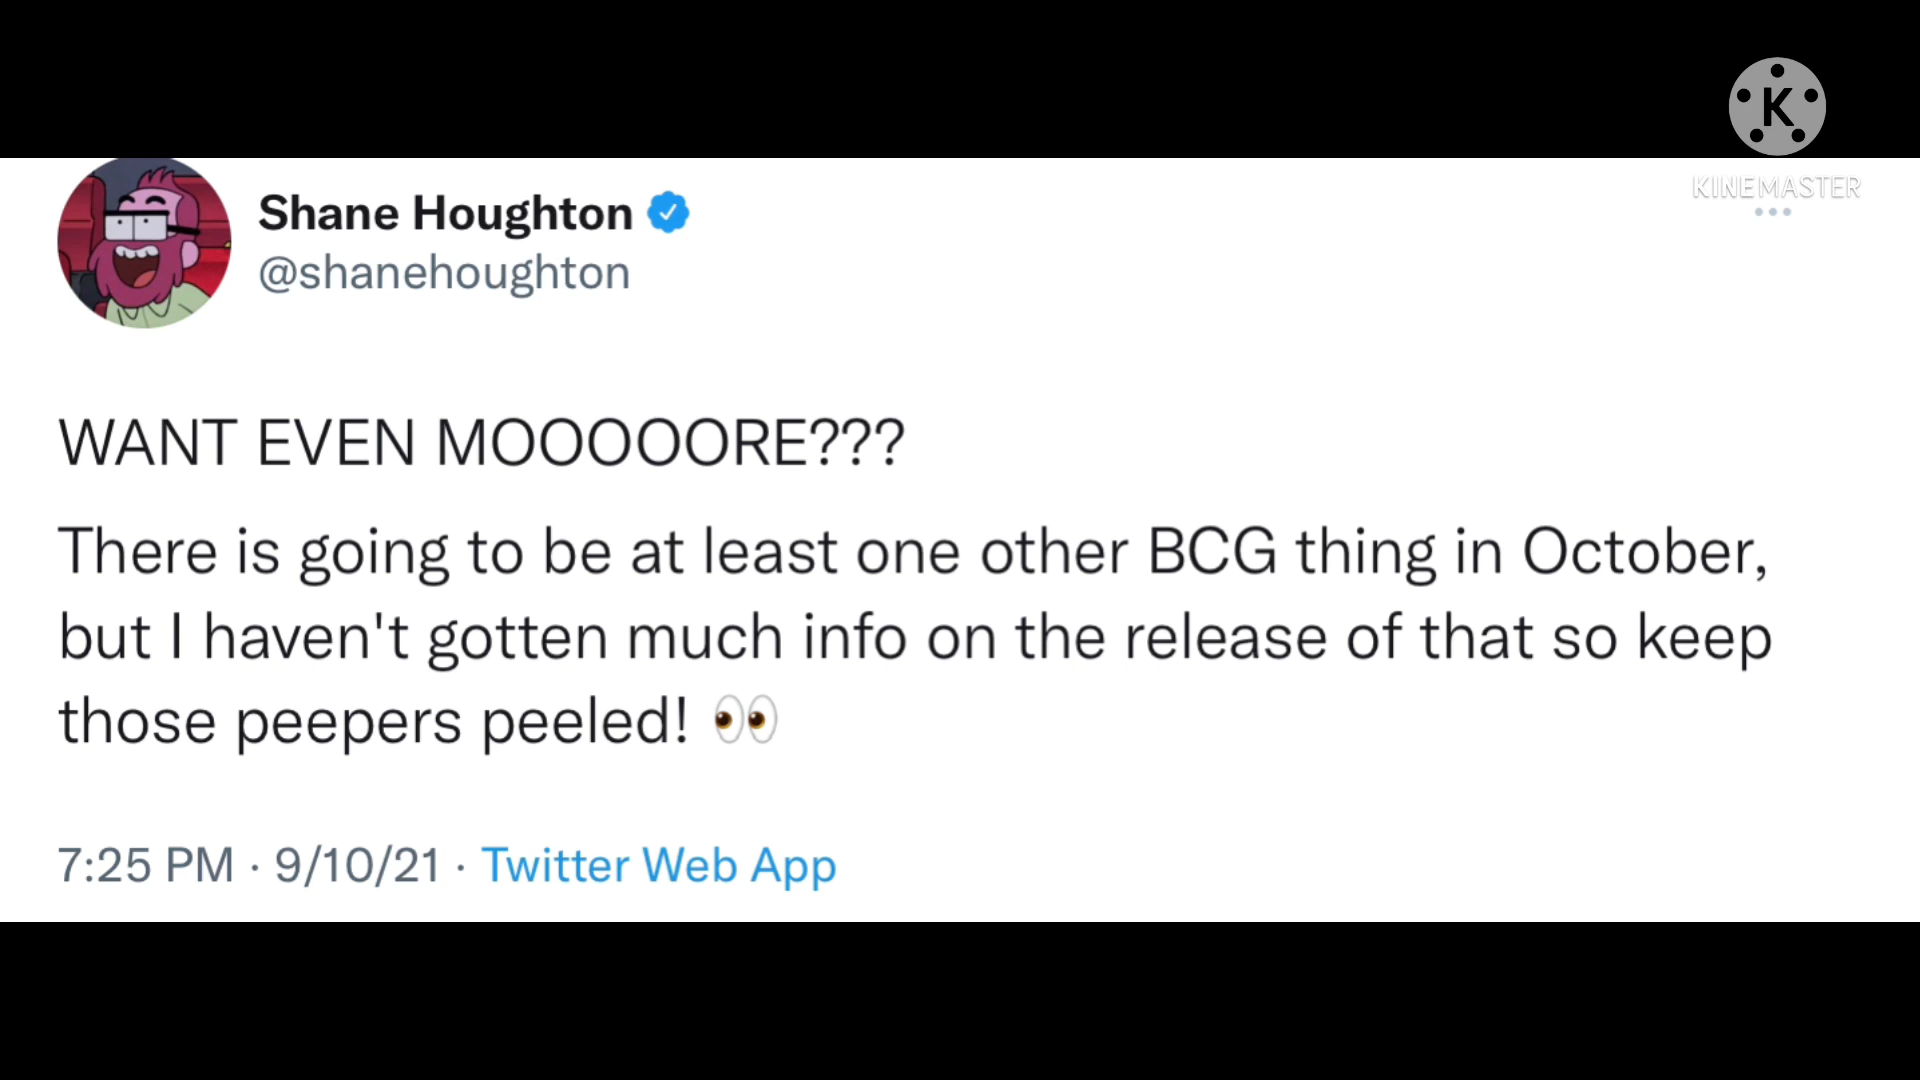 K
KINEMASTER
Shane Houghton
@shanehoughton
WANT EVEN MOOOOORE???
There is going to be at least one other BCG thing in October,
but I haven't gotten much info on the release of that so keep
those peepers peeled! 👀
7:25 PM · 9/10/21 · Twitter Web App